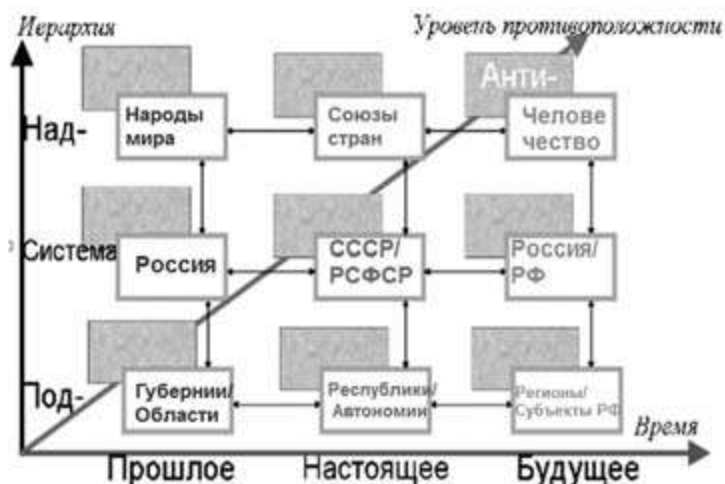 Иерархия
Уровень противоположности
Анти-
Над-
Народы
мира
Союзы
стран
Челове
чество
Система
Россия
СССР/
РСФСР
Россия/
РФ
Под-
Губернии/
Области
Республики/
Автономии
Регионы/
Субъекты РФ
Время
Прошлое
Настоящее
Будущее